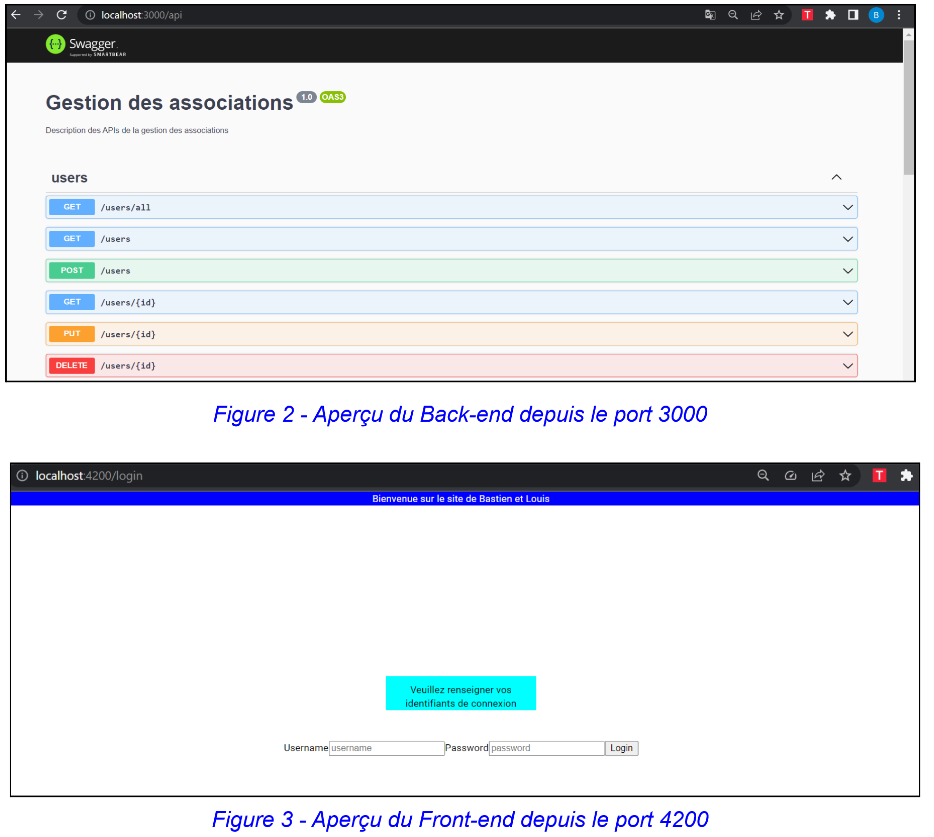 localhost:3000/api
T
B
Swagger.
Supported by SMARTBEAR
Gestion des associations 1.0 OAS3
Description des APIs de la gestion des associations
users
GET /users/all
GET /users
POST /users
GET /users/{id}
PUT /users/{id}
DELETE /users/{id}
Figure 2 - Aperçu du Back-end depuis le port 3000
localhost:4200/login
T
Bienvenue sur le site de Bastien et Louis
Veuillez renseigner vos
identifiants de connexion
Username username Password password Login
Figure 3 - Aperçu du Front-end depuis le port 4200